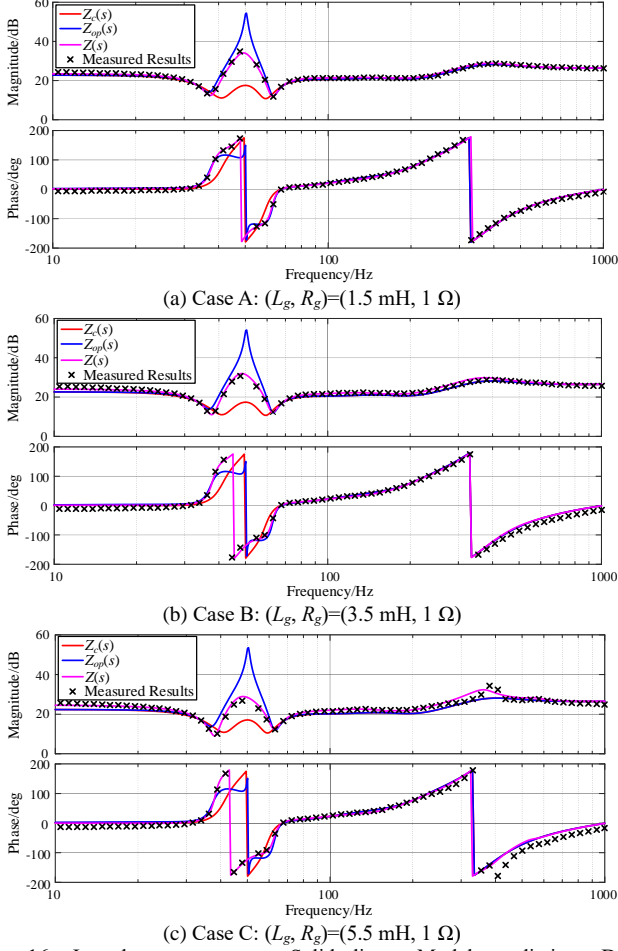 60
40
20
0
Magnitude/dB
Zc(s)
Zop(s)
Z(s)
Measured Results
200
100
0
-100
-200
Phase/deg
10
100
1000
Frequency/Hz
(a) Case A: (Lg, Rg)=(1.5 mH, 1 Ω)
60
40
20
0
Magnitude/dB
Zc(s)
Zop(s)
Z(s)
Measured Results
200
100
0
-100
-200
Phase/deg
10
100
1000
(b) Case B: (Lg, Rg)=(3.5 mH, 1 Ω)
60
40
20
0
Magnitude/dB
Zc(s)
Zop(s)
Z(s)
Measured Results
200
100
0
-100
-200
Phase/deg
10
100
1000
(c) Case C: (Lg, Rg)=(5.5 mH, 1 Ω)